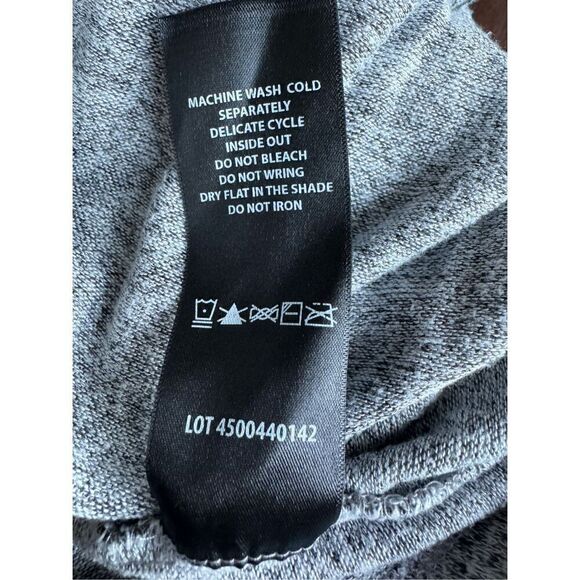 MACHINE WASH COLD
SEPARATELY
DELICATE CYCLE
INSIDE OUT
DO NOT BLEACH
DO NOT WRING
DRY FLAT IN THE SHADE
DO NOT IRON
LOT 4500440142